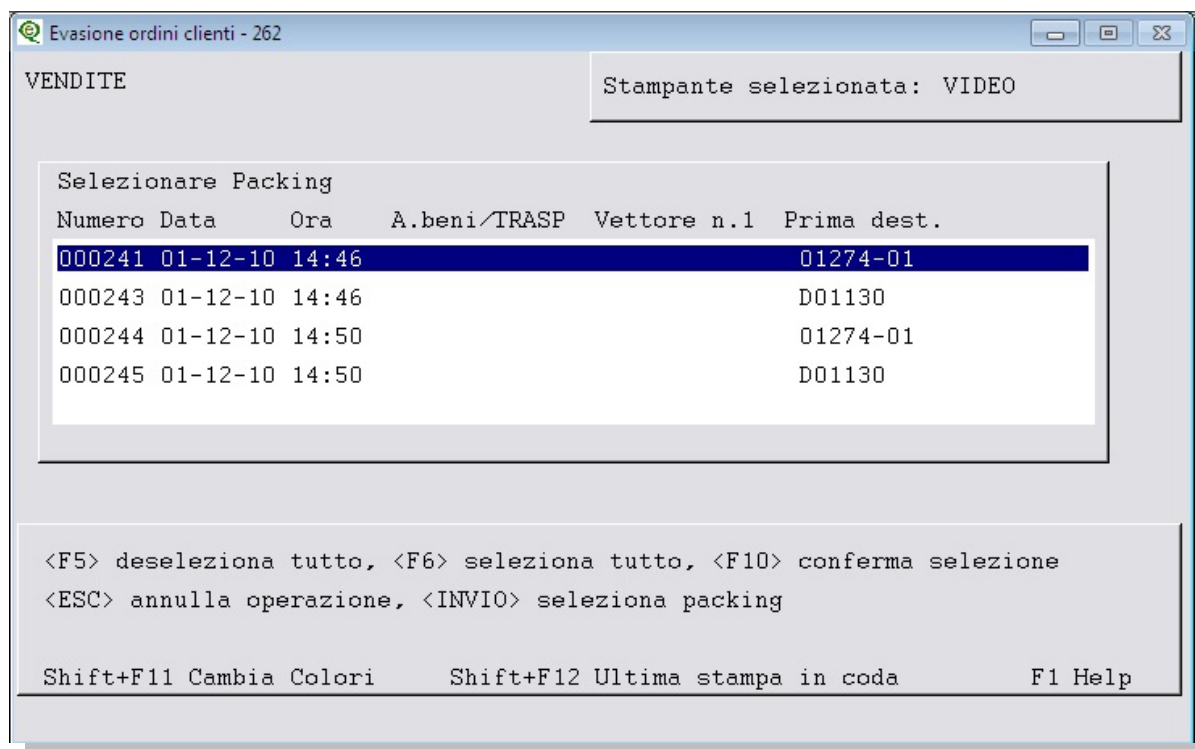 Evasione ordini clienti - 262
VENDITE
Stampante selezionata: VIDEO
Selezionare Packing
Numero Data Ora A.beni/TRASP Vettore n.1 Prima dest.
000241 01-12-10 14:46 01274-01
000243 01-12-10 14:46 D01130
000244 01-12-10 14:50 01274-01
000245 01-12-10 14:50 D01130
<F5> deseleziona tutto, <F6> seleziona tutto, <F10> conferma selezione
<ESC> annulla operazione, <INVIO> seleziona packing
Shift+F11 Cambia Colori Shift+F12 Ultima stampa in coda F1 Help